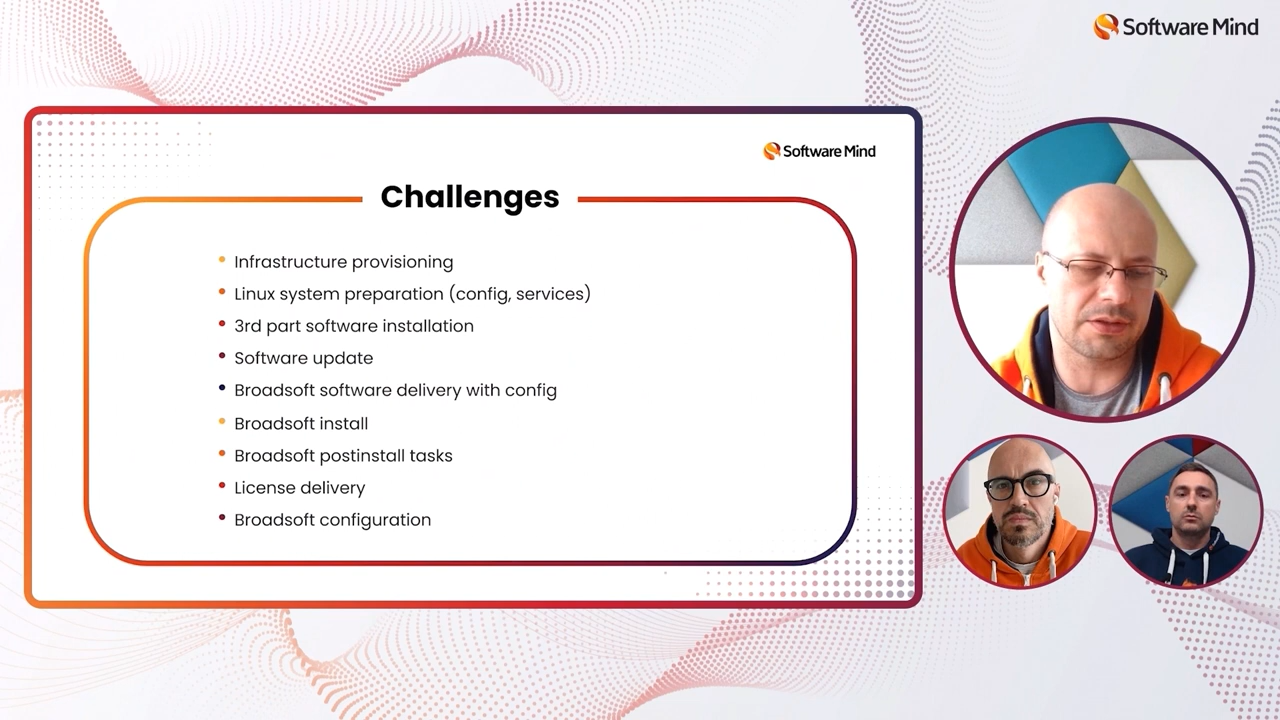 Software Mind
Software Mind
Challenges
Infrastructure provisioning
Linux system preparation (config, services)
3rd part software installation
Software update
Broadsoft software delivery with config
Broadsoft install
Broadsoft postinstall tasks
License delivery
Broadsoft configuration